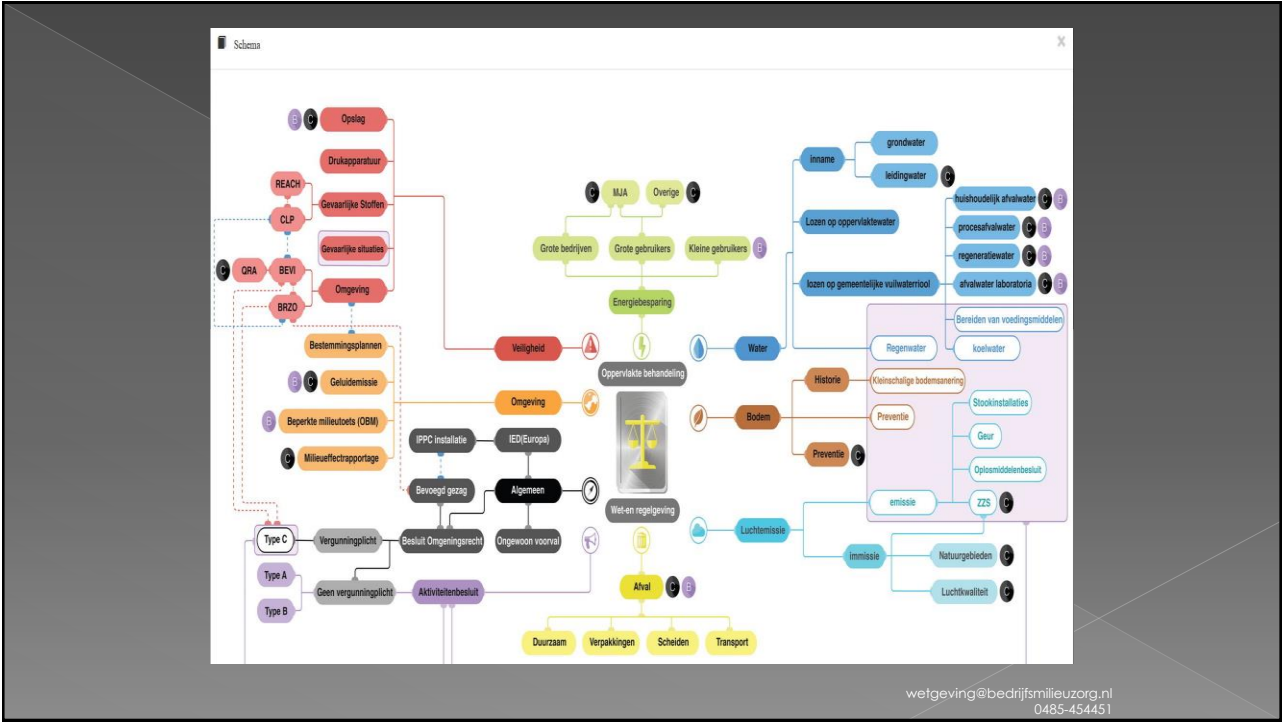 Schema
x
B C Opslag
Drukapparatuur
REACH
Gevaarlijke Stoffen
CLP
Gevaarlijke situaties
C QRA BEVI
Omgeving
BRZO
Bestemmingsplannen
B C Geluidemissie
B Beperkte milieutoets (OBM)
C Milieueffectrapportage
Veiligheid
Omgeving
IPPC installatie
IED(Europa)
Bevoegd gezag
Algemeen
Type C
Vergunningplicht
Besluit Omgeningsrecht
Ongewoon voorval
Type A
Geen vergunningplicht
Aktiviteitenbesluit
Type B
C MJA
Overige C
Grote bedrijven
Grote gebruikers
Kleine gebruikers B
Energiebesparing
Oppervlakte behandeling
Wet-en regelgeving
Afval C B
Duurzaam
Verpakkingen
Scheiden
Transport
Water
inname
grondwater
leidingwater C
Lozen op oppervlaktewater
lozen op gemeentelijke vuilwaterriool
huishoudelijk afvalwater C B
procesafvalwater C B
regeneratiewater C B
afvalwater laboratoria C B
Bereiden van voedingsmiddelen
Regenwater
koelwater
Bodem
Historie
Kleinschalige bodemsanering
Preventie
Preventie C
Stookinstallaties
Geur
Oplosmiddelenbesluit
emissie
ZZS C
Luchtemissie
immissie
Natuurgebieden C
Luchtkwaliteit C
wetgeving@bedrijfsmilieuzorg.nl
0485-454451